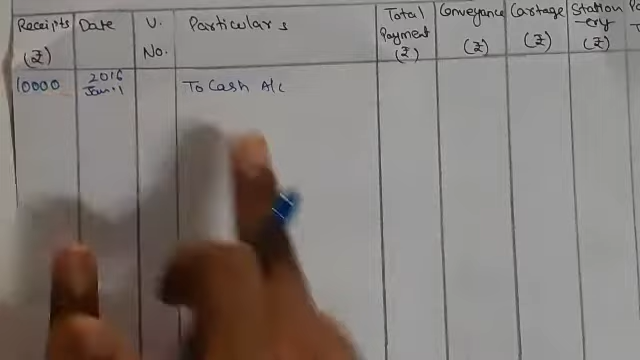 Receipts Date V. Particulars Total Conveyance Cartage Station
No. Payment -ery
(₹) (₹) (₹) (₹) (₹)
10000 2016 Jan.1 To Cash A/c